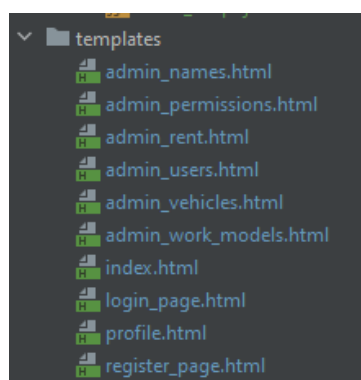 templates
admin_names.html
admin_permissions.html
admin_rent.html
admin_users.html
admin_vehicles.html
admin_work_models.html
index.html
login_page.html
profile.html
register_page.html